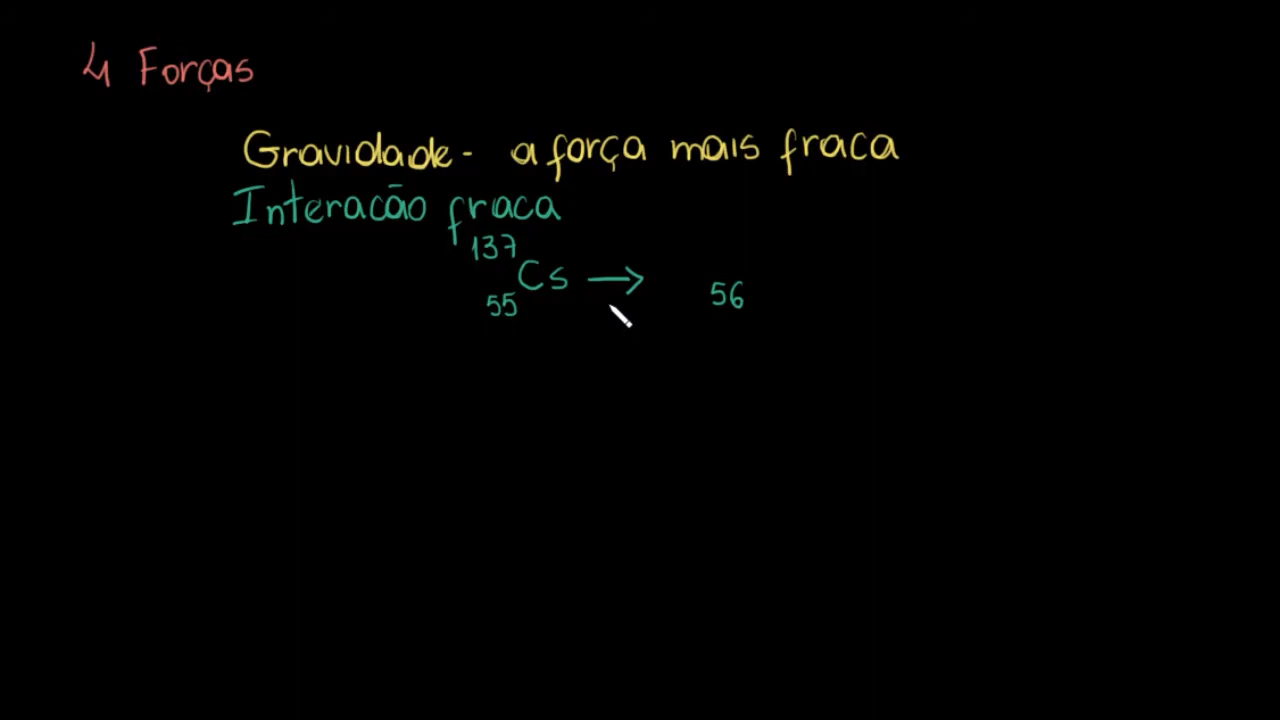 4 Forças
Gravidade - a força mais fraca
Interacão fraca
137
Cs →
55 56